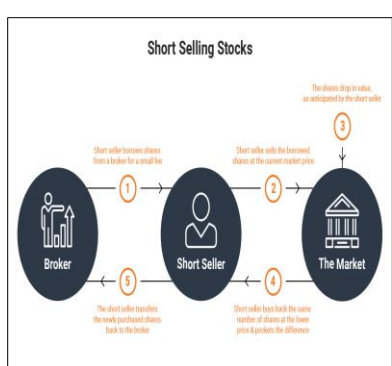 Short Selling Stocks
The shares drop in value,
as anticipated by the short seller
3
Short seller borrows shares
from a broker for a small fee
Short seller sells the borrowed
shares at the current market price
1
2
Broker
Short Seller
The Market
5
4
The short seller transfers
the newly purchased shares
back to the broker
Short seller buys back the same
number of shares at the lower
price & pockets the difference